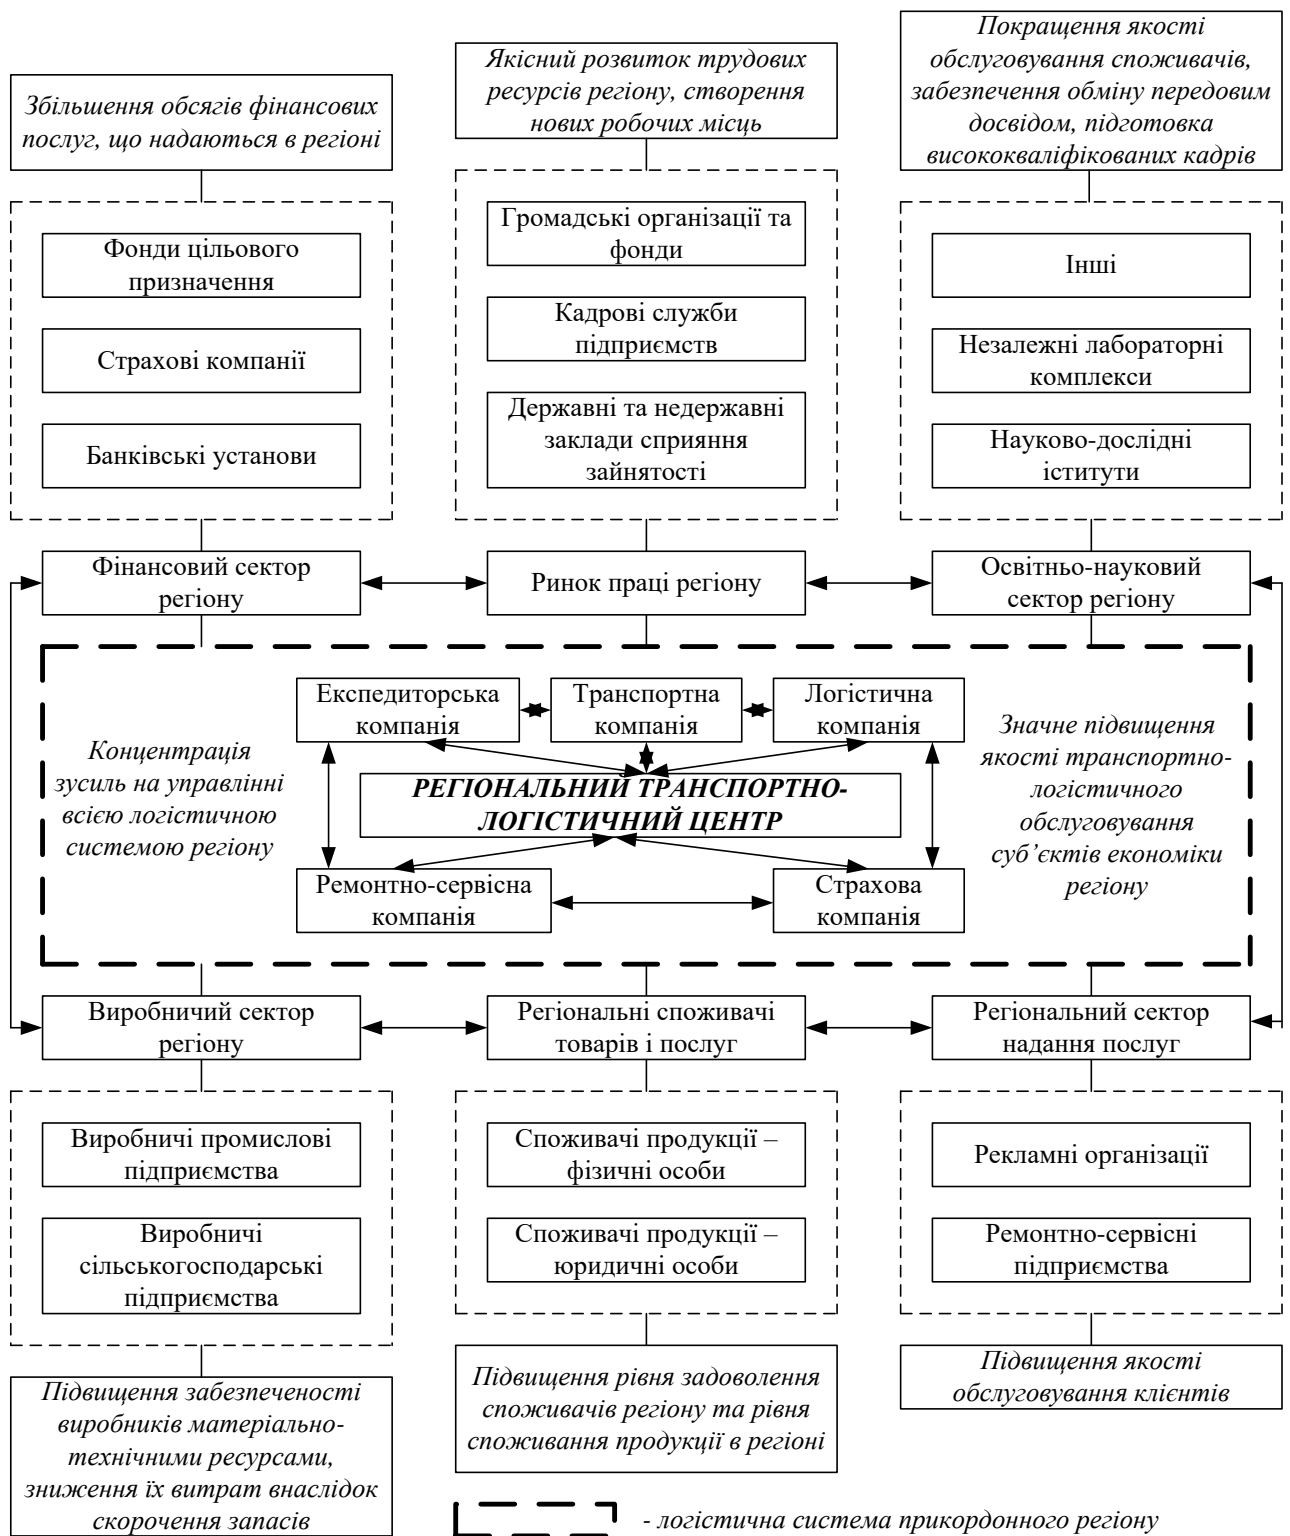 Збільшення обсягів фінансових
послуг, що надаються в регіоні
Якісний розвиток трудових
ресурсів регіону, створення
нових робочих місць
Покращення якості
обслуговування споживачів,
забезпечення обміну передовим
досвідом, підготовка
висококваліфікованих кадрів
Фонди цільового
призначення
Страхові компанії
Банківські установи
Громадські організації та
фонди
Кадрові служби
підприємств
Державні та недержавні
заклади сприяння
зайнятості
Інші
Незалежні лабораторні
комплекси
Науково-дослідні
іститути
Фінансовий сектор
регіону
Ринок праці регіону
Освітньо-науковий
сектор регіону
Концентрація
зусиль на управлінні
всією логістичною
системою регіону
Експедиторська
компанія
Транспортна
компанія
Логістична
компанія
РЕГІОНАЛЬНИЙ ТРАНСПОРТНО-
ЛОГІСТИЧНИЙ ЦЕНТР
Ремонтно-сервісна
компанія
Страхова
компанія
Значне підвищення
якості транспортно-
логістичного
обслуговування
суб’єктів економіки
регіону
Виробничий сектор
регіону
Регіональні споживачі
товарів і послуг
Регіональний сектор
надання послуг
Виробничі промислові
підприємства
Виробничі
сільськогосподарські
підприємства
Споживачі продукції –
фізичні особи
Споживачі продукції –
юридичні особи
Рекламні організації
Ремонтно-сервісні
підприємства
Підвищення забезпеченості
виробників матеріально-
технічними ресурсами,
зниження їх витрат внаслідок
скорочення запасів
Підвищення рівня задоволення
споживачів регіону та рівня
споживання продукції в регіоні
Підвищення якості
обслуговування клієнтів
- логістична система прикордонного регіону